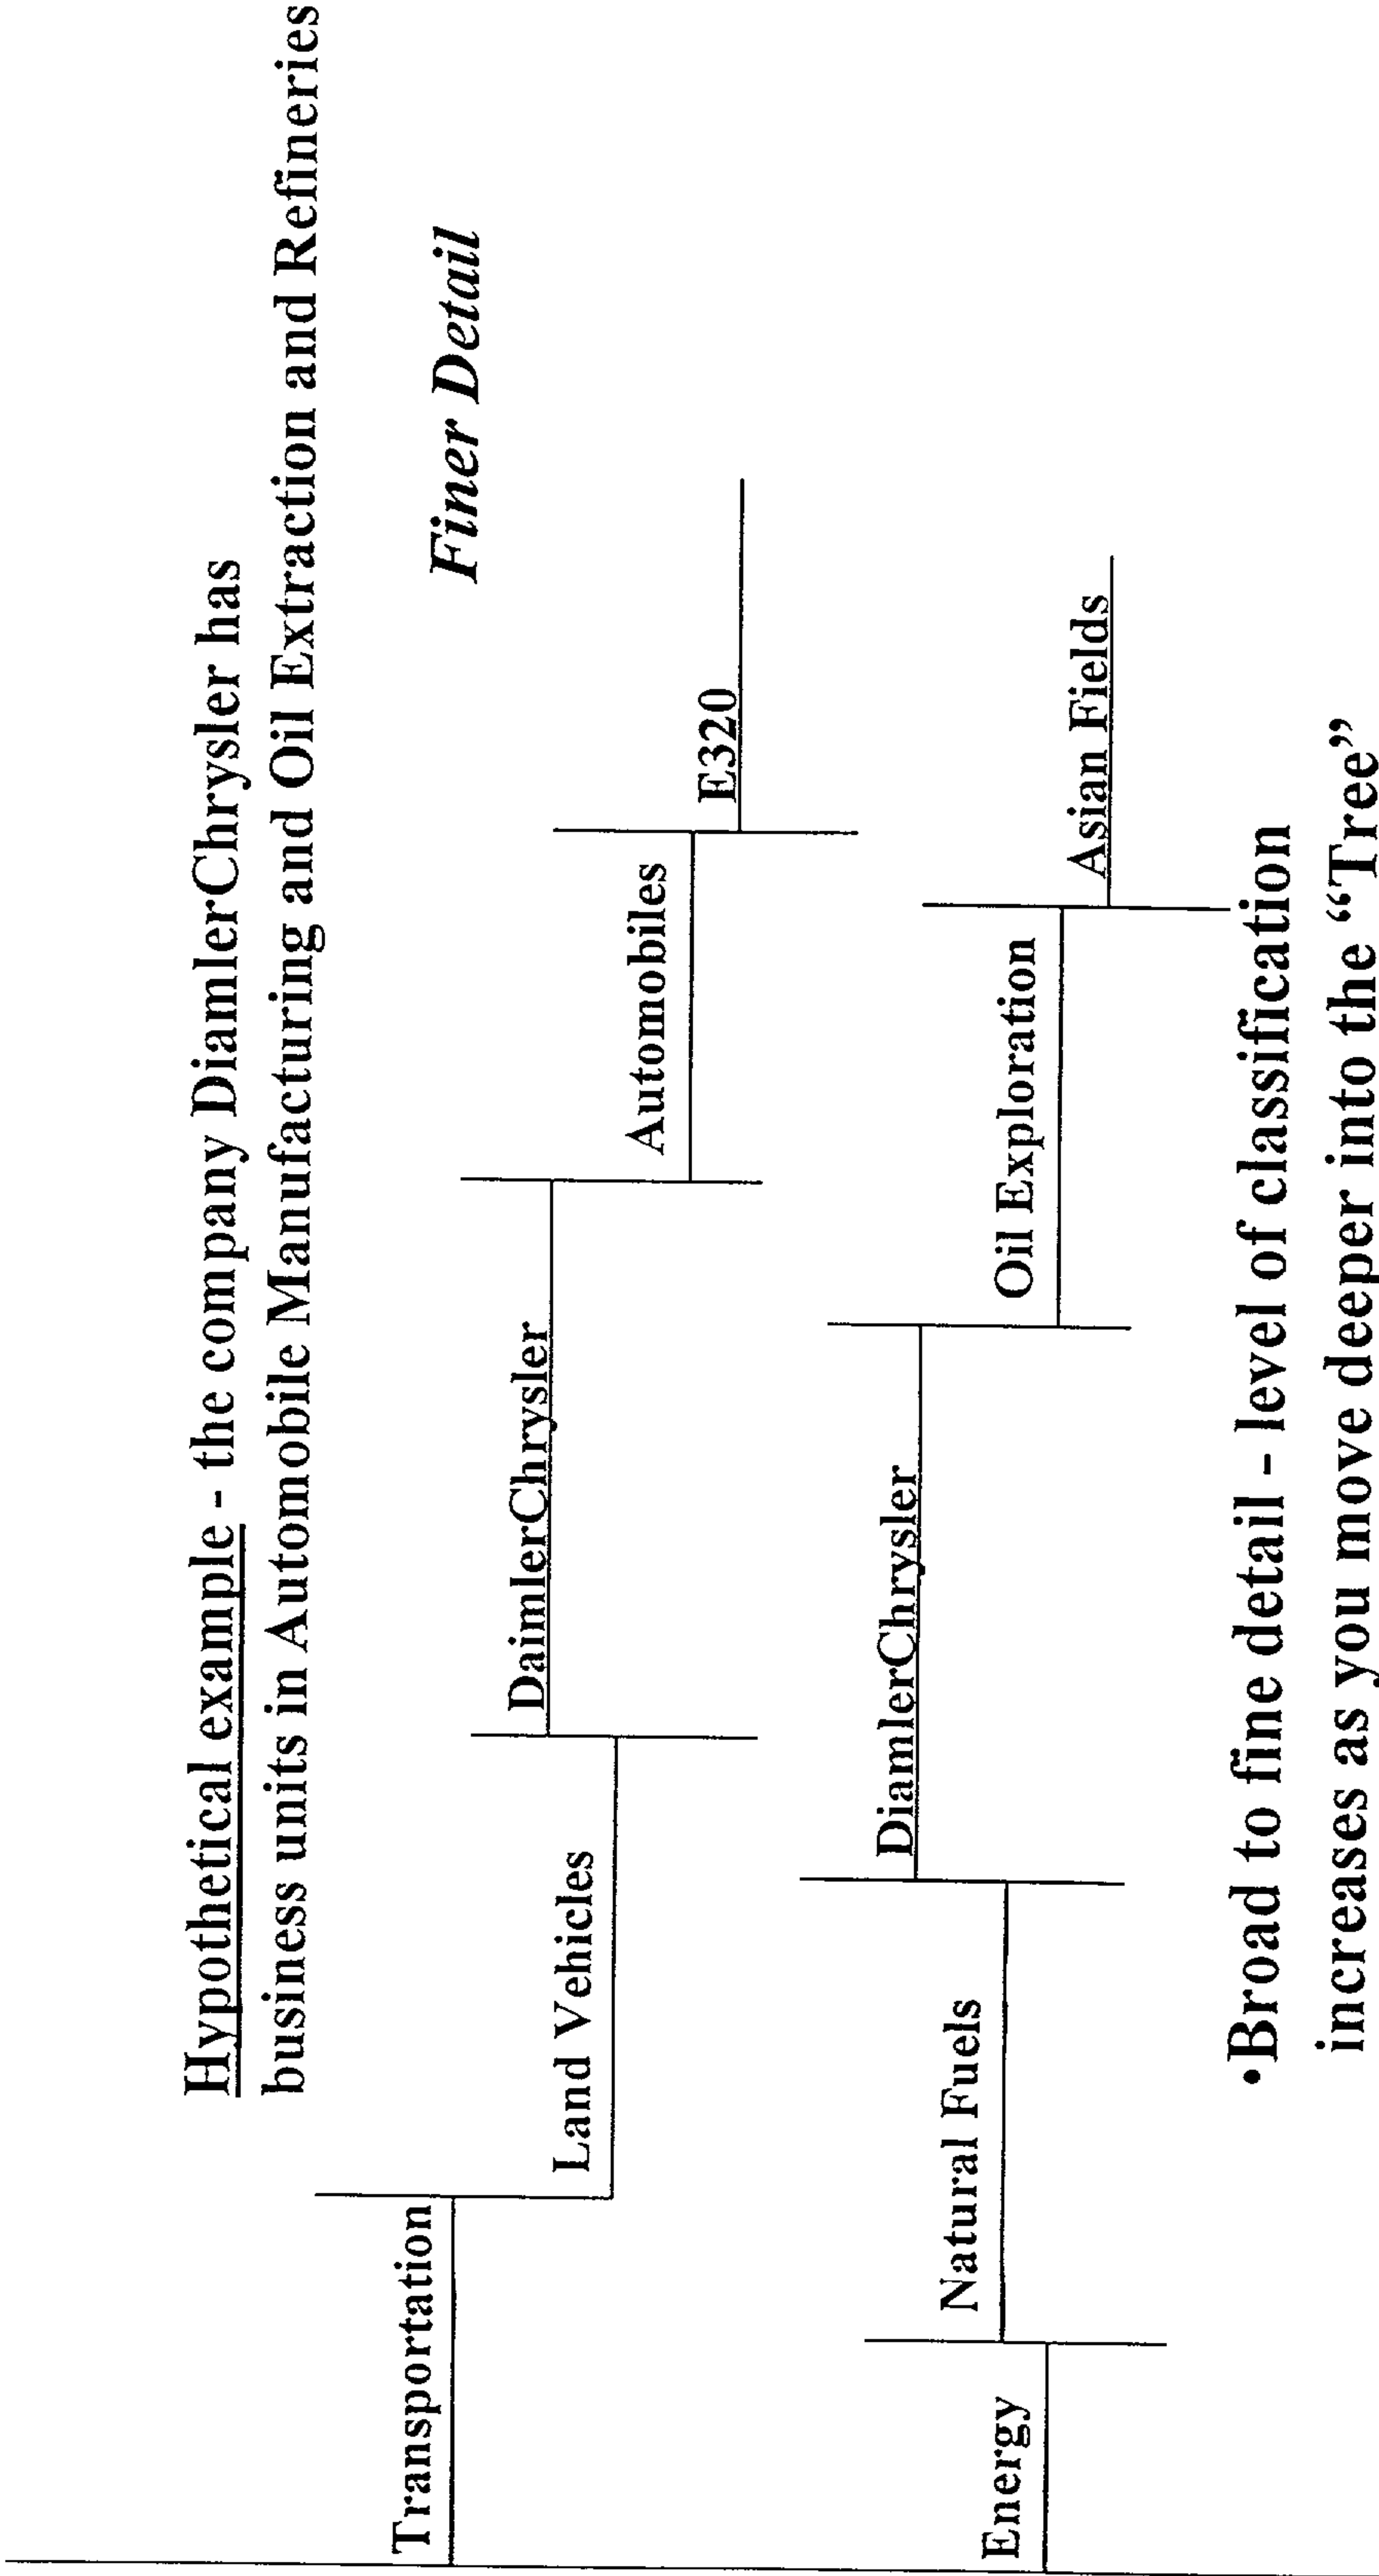 Hypothetical example - the company DiamlerChrysler has
business units in Automobile Manufacturing and Oil Extraction and Refineries
Finer Detail
Transportation
Land Vehicles
DaimlerChrysler
Automobiles
E320
Energy
Natural Fuels
DiamlerChrysler
Oil Exploration
Asian Fields
•Broad to fine detail - level of classification
increases as you move deeper into the “Tree”